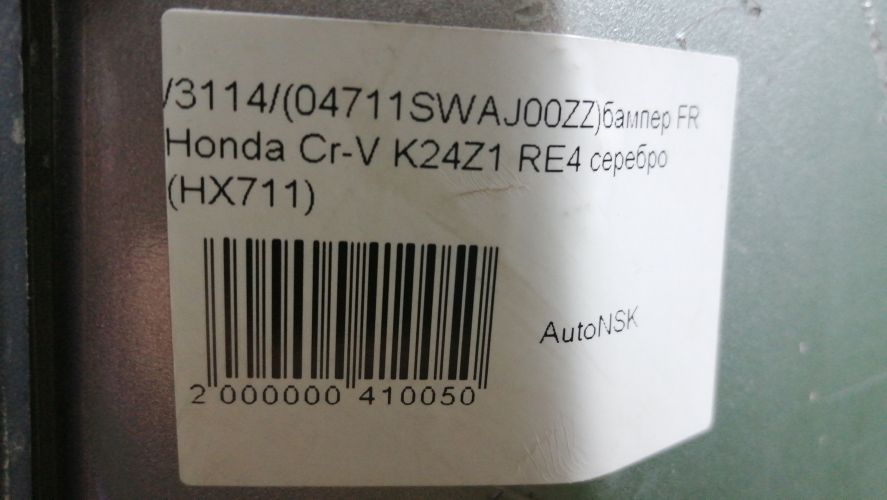 /3114/(04711SWAJ00ZZ)бампер FR
Honda Cr-V K24Z1 RE4 серебро
(HX711)
AutoNSK
2 000000 410050